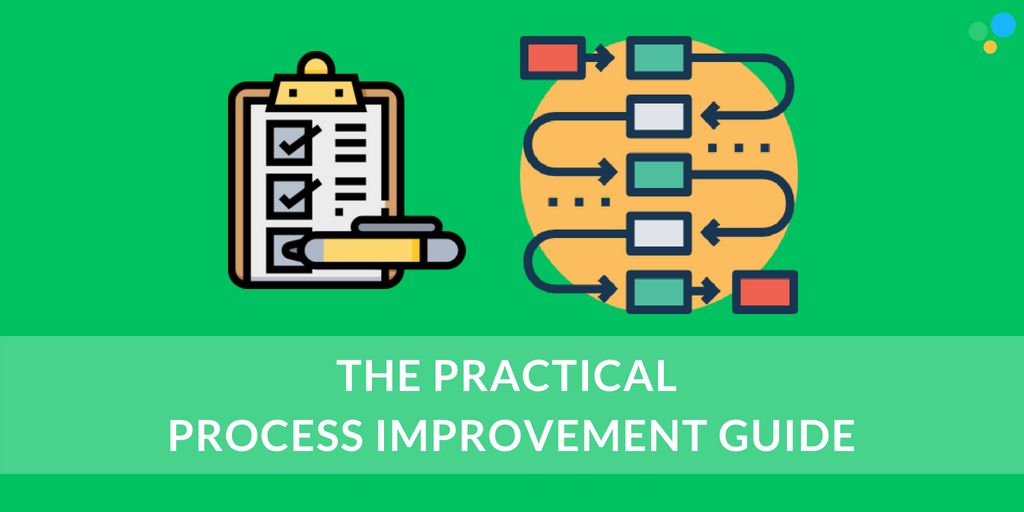 THE PRACTICAL
PROCESS IMPROVEMENT GUIDE